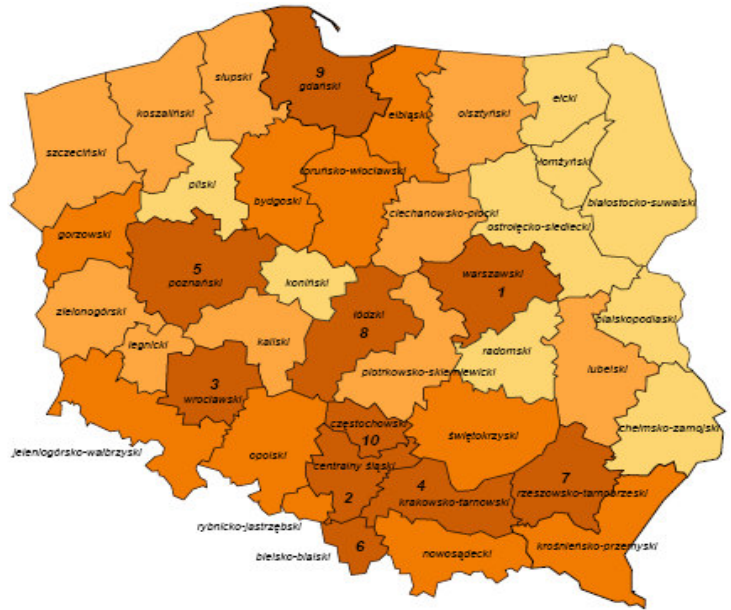 9
gdański
słupski
koszaliński
szczeciński
elbląski
olsztyński
ełcki
łomżyński
białostocko-suwalski
pilski
bydgoski
toruńsko-włocławski
ciechanowsko-płocki
ostrołęcko-siedlecki
gorzowski
5
poznański
koniński
warszawski
1
zielonogórski
legnicki
kaliski
łódzki
8
piotrkowsko-skierniewicki
radomski
bialskopodlaski
lubelski
3
wrocławski
częstochowski
10
świętokrzyski
chełmsko-zamojski
jeleniogórsko-wałbrzyski
opolski
centralny śląski
2
4
krakowsko-tarnowski
7
rzeszowsko-tarnobrzeski
rybnicko-jastrzębski
bielsko-bialski
6
nowosądecki
krośnieńsko-przemyski